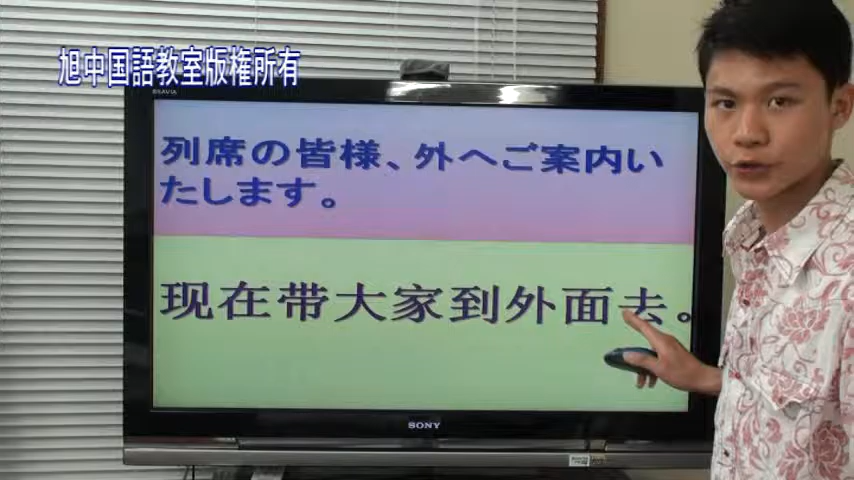 旭中国語教室版権所有
BRAVIA
列席の皆様、外へご案内い
たします。
现在带大家到外面去。
SONY